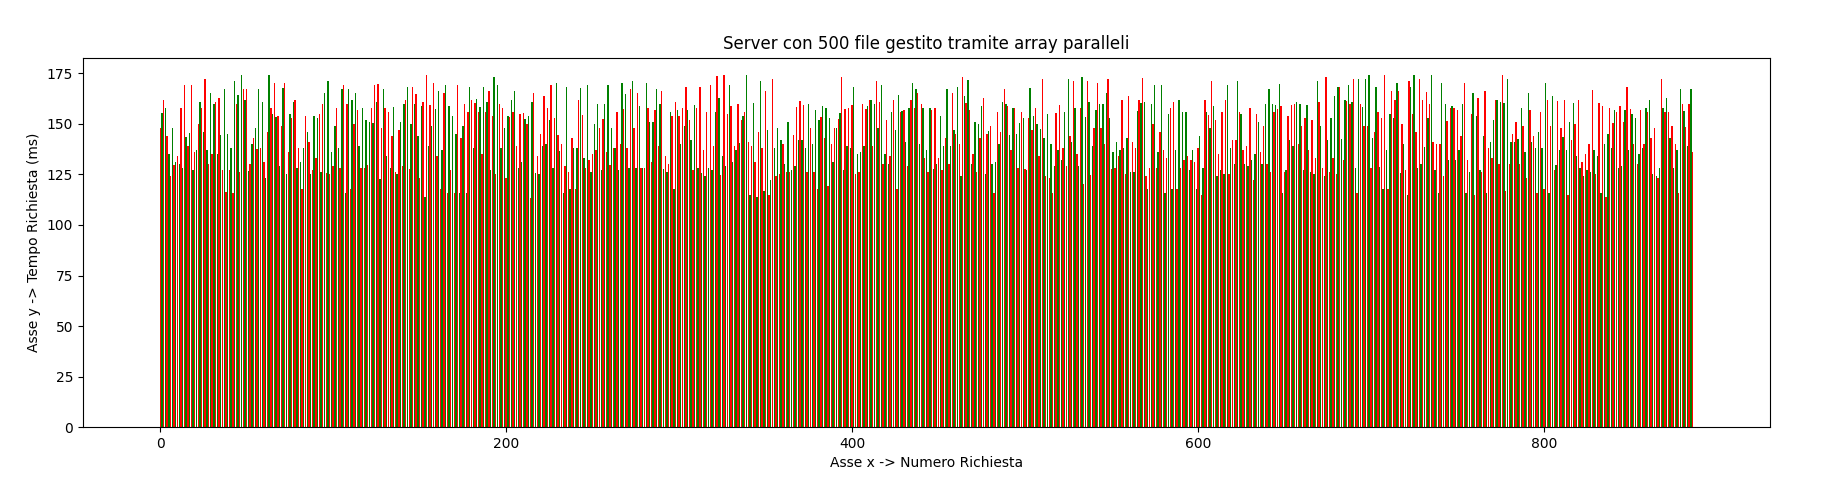 Server con 500 file gestito tramite array paralleli
Asse y -> Tempo Richiesta (ms)
175
150
125
100
75
50
25
0
0 200 400 600 800
Asse x -> Numero Richiesta